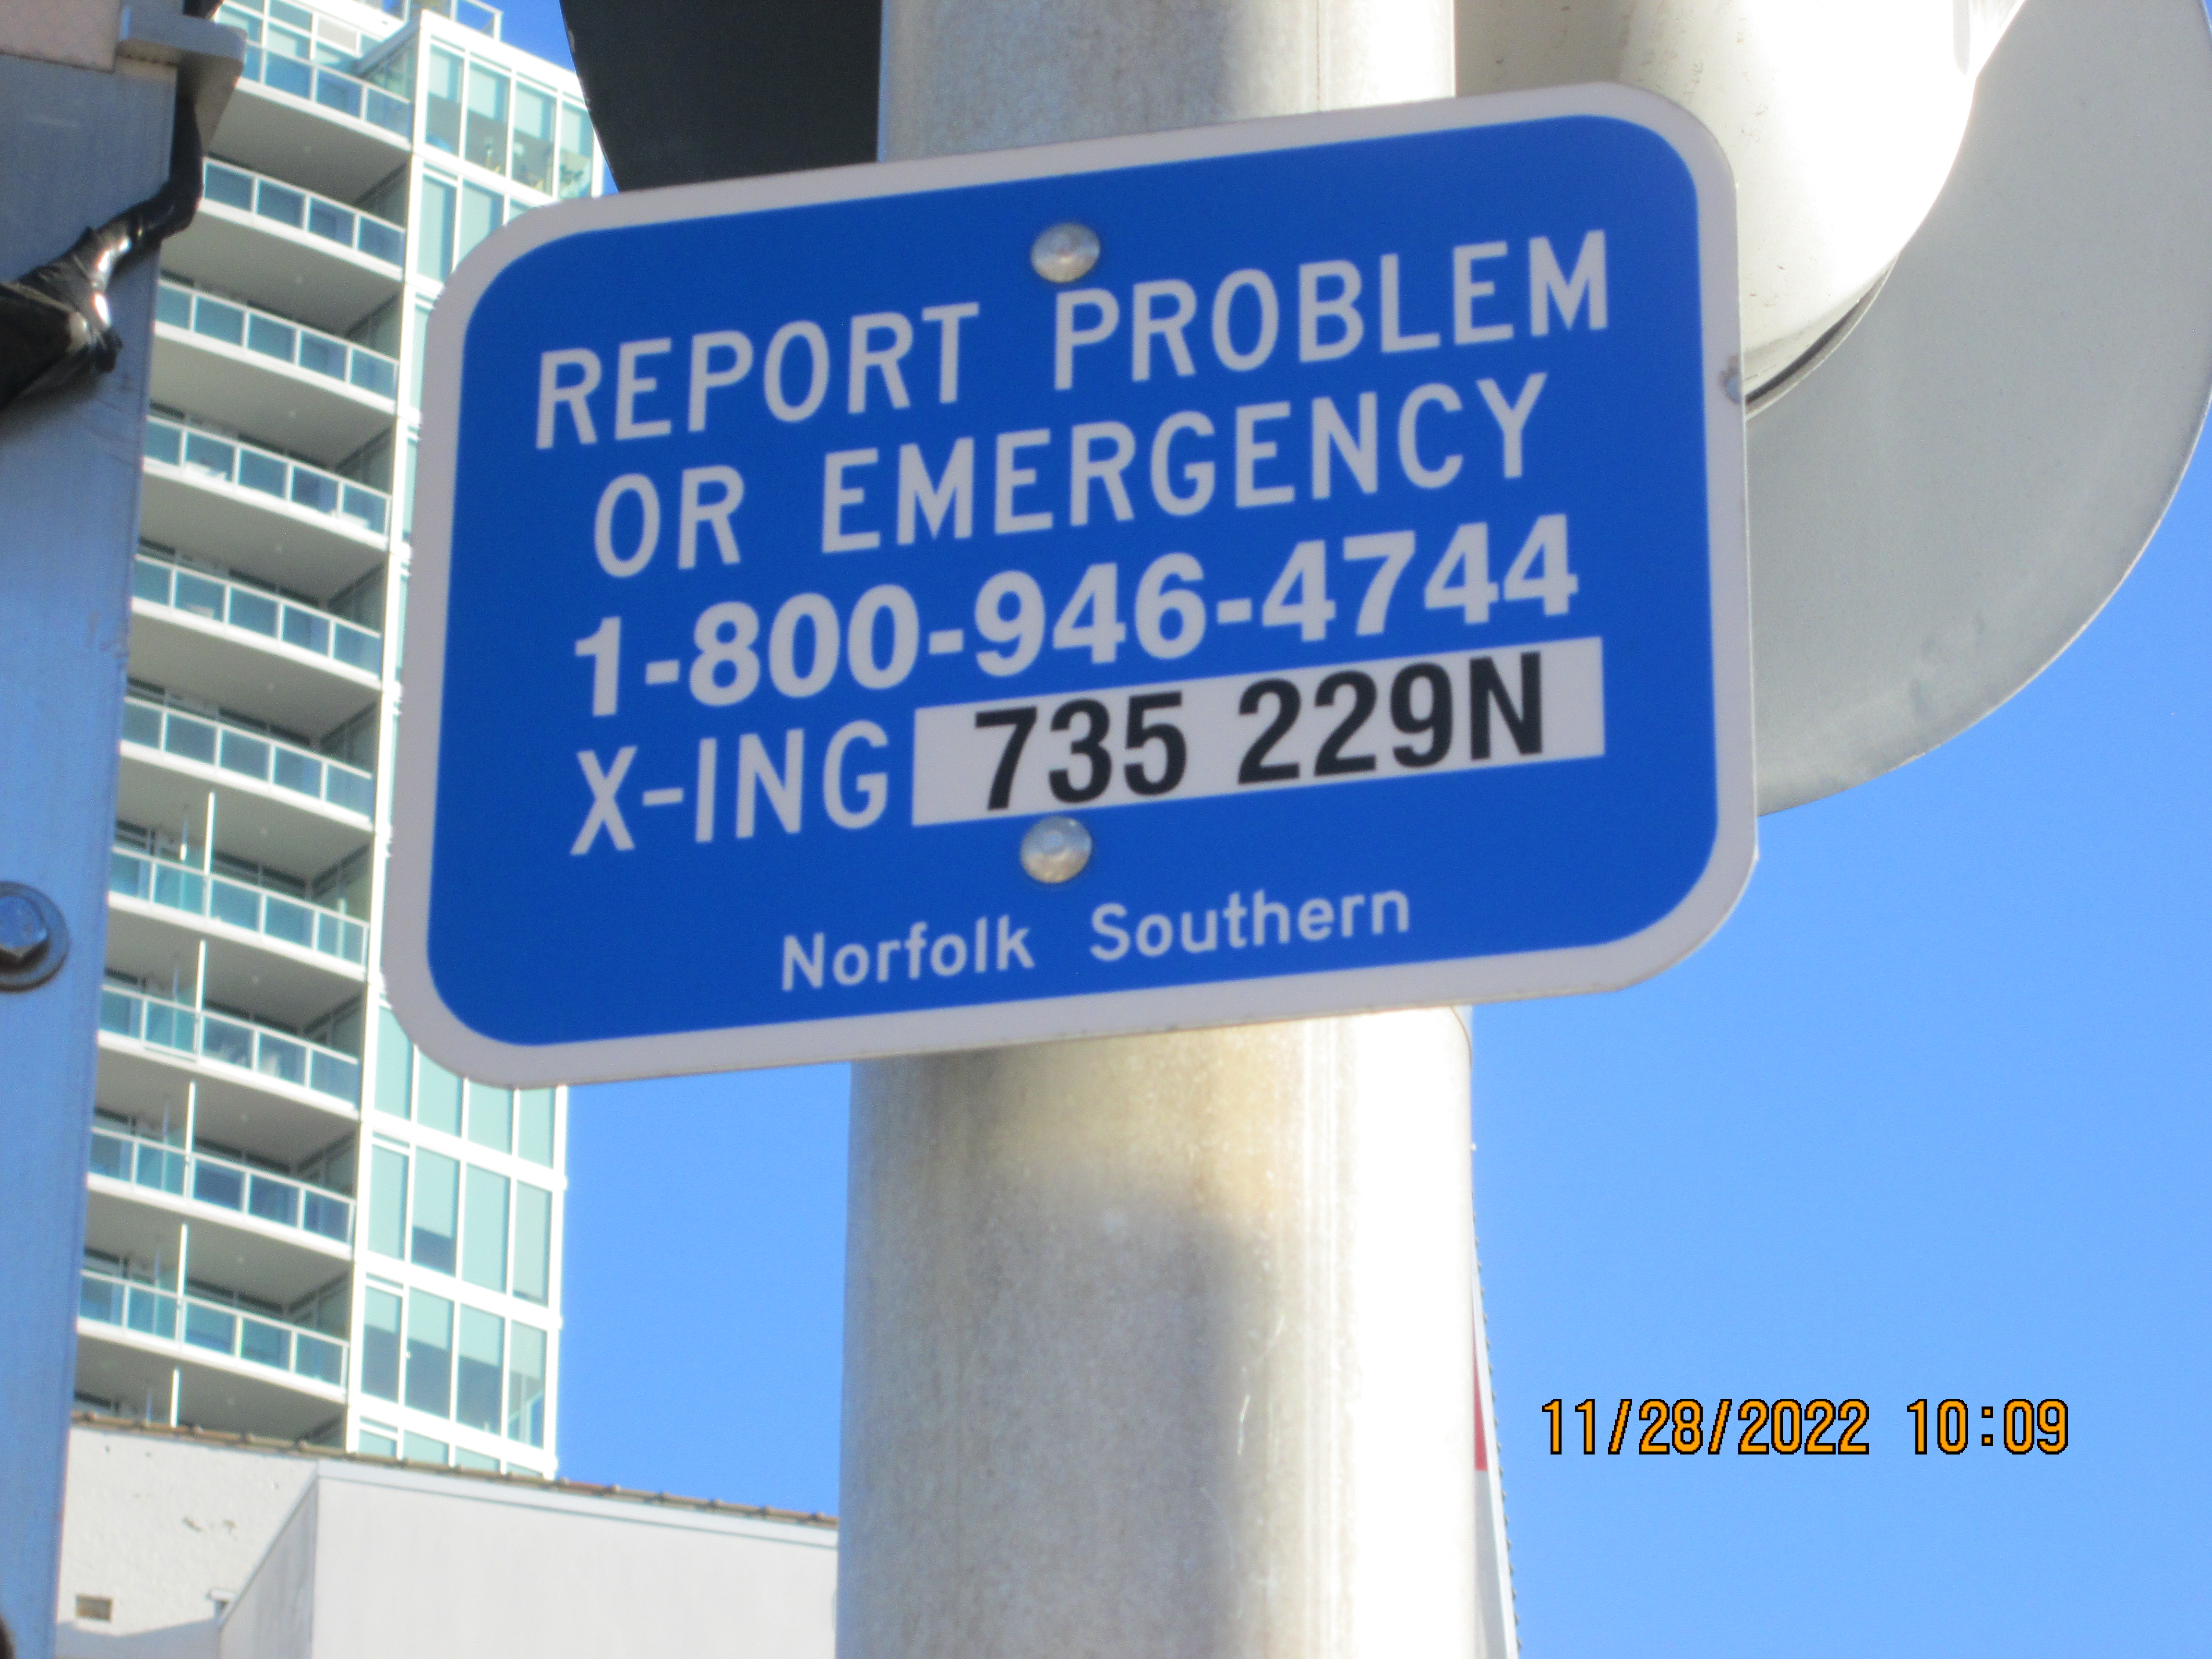 REPORT PROBLEM
OR EMERGENCY
1-800-946-4744
X-ING 735 229N
Norfolk Southern
11/28/2022 10:09